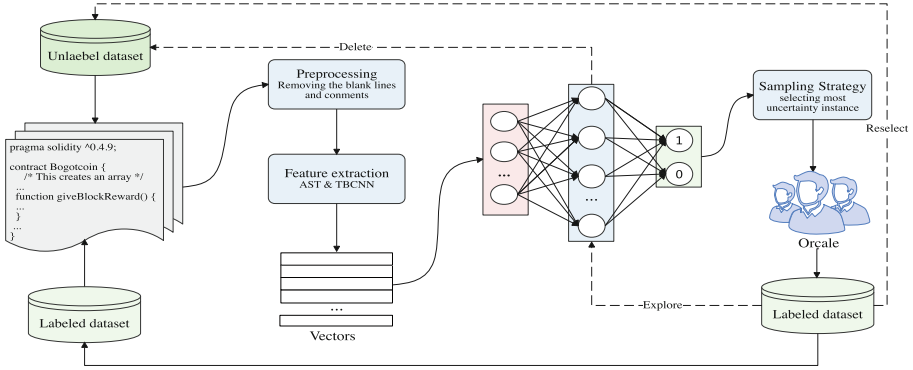 Unlaebel dataset
pragma solidity ^0.4.9;
contract Bogotcoin {
/* This creates an array */
...
function giveBlockReward() {
...
}
...
}
Labeled dataset
Delete
Preprocessing
Removing the blank lines
and comments
Feature extraction
AST & TBCNN
...
Vectors
...
...
1
0
Sampling Strategy
selecting most
uncertainty instance
Reselect
Orcale
Explore
Labeled dataset